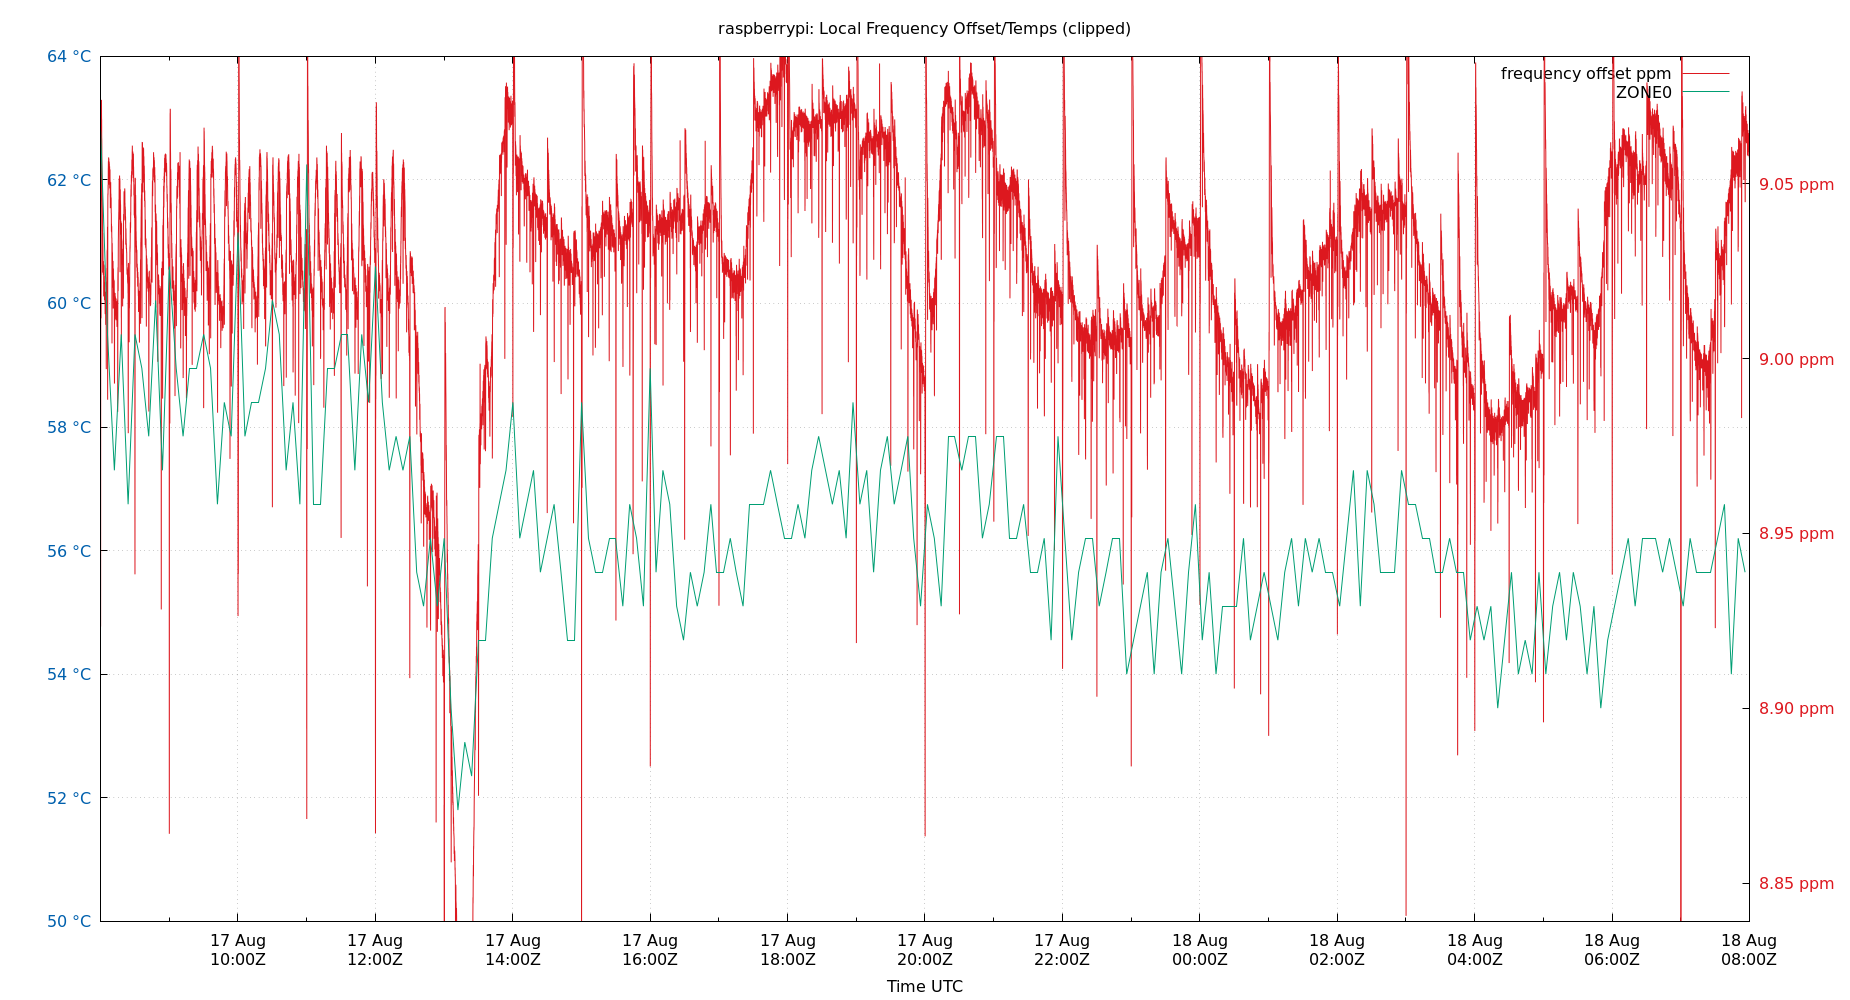 raspberrypi: Local Frequency Offset/Temps (clipped)
64 °C
62 °C
60 °C
58 °C
56 °C
54 °C
52 °C
50 °C
frequency offset ppm
ZONE0
9.05 ppm
9.00 ppm
8.95 ppm
8.90 ppm
8.85 ppm
17 Aug 17 Aug 17 Aug 17 Aug 17 Aug 17 Aug 17 Aug 18 Aug 18 Aug 18 Aug 18 Aug 18 Aug
10:00Z 12:00Z 14:00Z 16:00Z 18:00Z 20:00Z 22:00Z 00:00Z 02:00Z 04:00Z 06:00Z 08:00Z
Time UTC